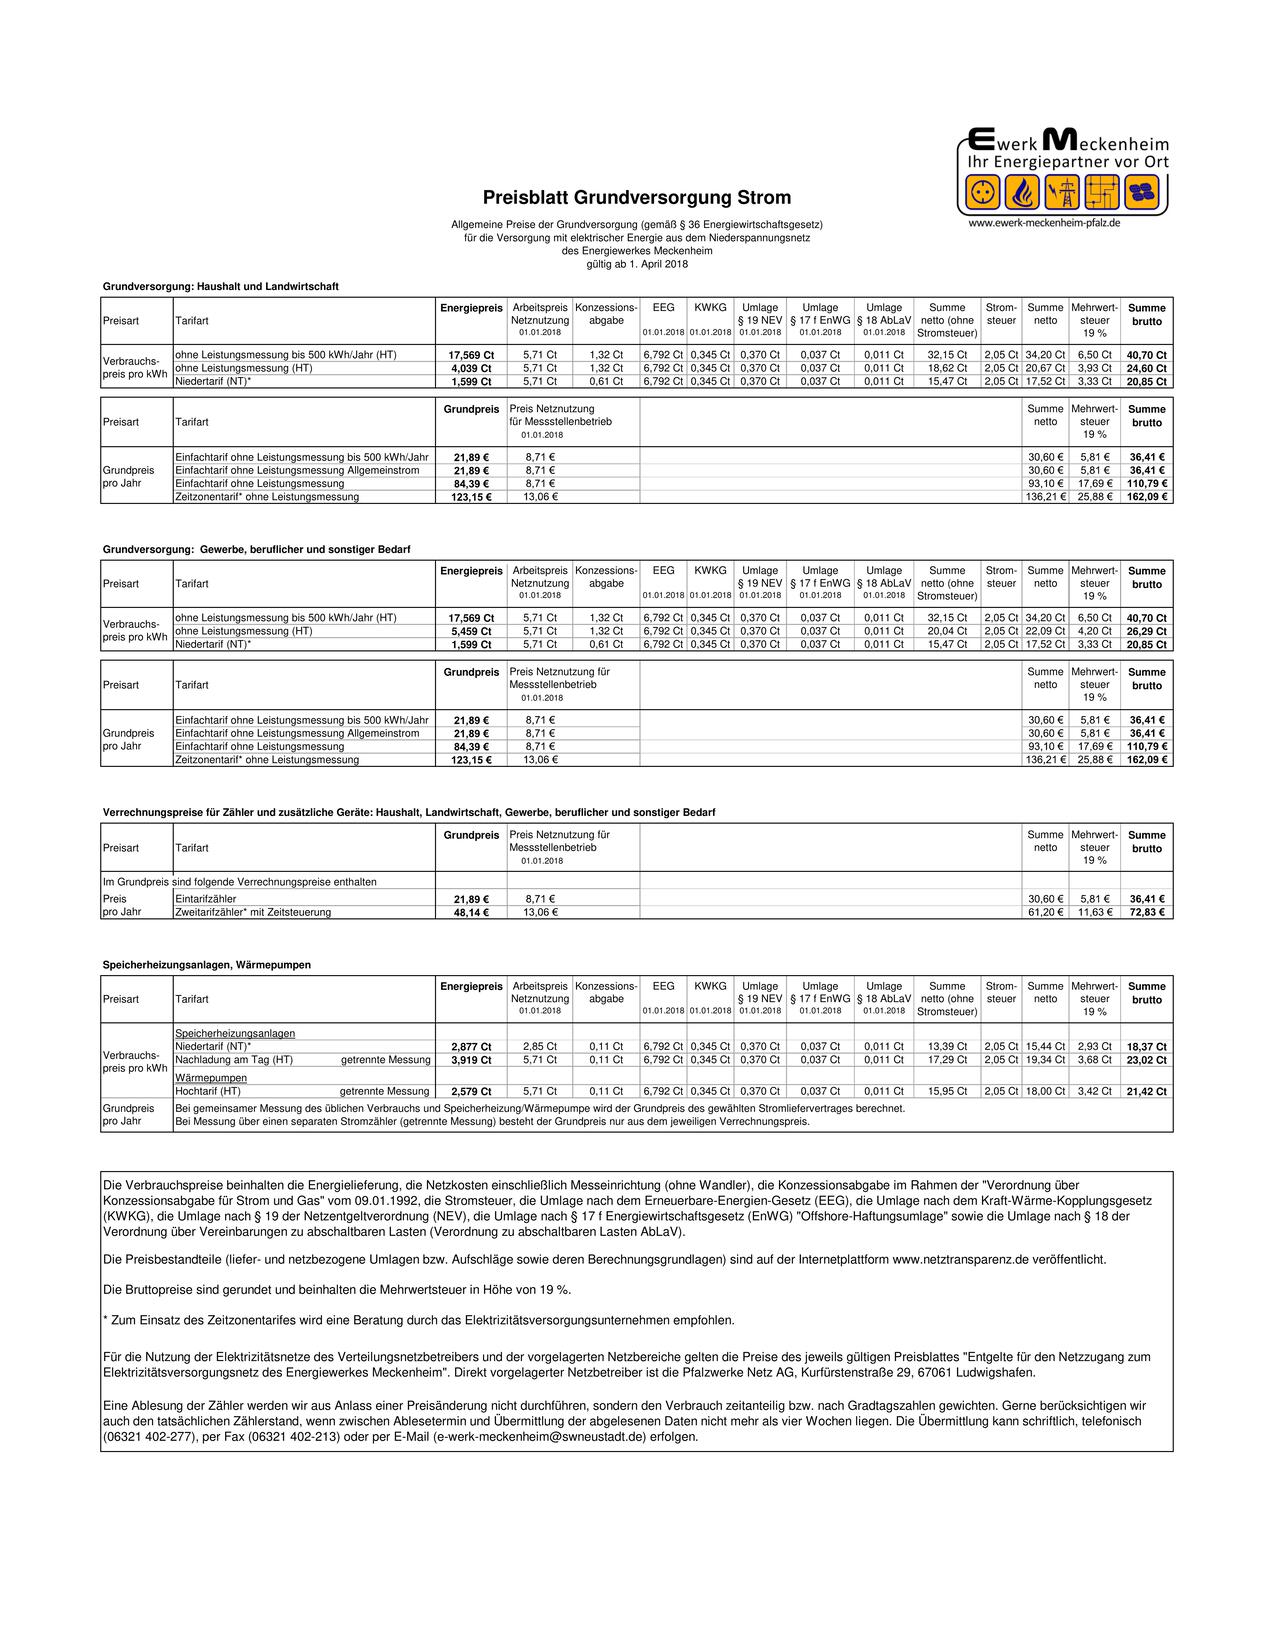 Ewerk Meckenheim
Ihr Energiepartner vor Ort
www.ewerk-meckenheim-pfalz.de
Preisblatt Grundversorgung Strom
Allgemeine Preise der Grundversorgung (gemäß § 36 Energiewirtschaftsgesetz)
für die Versorgung mit elektrischer Energie aus dem Niederspannungsnetz
des Energiewerkes Meckenheim
gültig ab 1. April 2018
Grundversorgung: Haushalt und Landwirtschaft
Energiepreis Arbeitspreis Konzessions- EEG KWKG Umlage Umlage Umlage Summe Strom- Summe Mehrwert- Summe
Preisart Tarifart Netznutzung abgabe § 19 NEV § 17 f EnWG § 18 AbLaV netto (ohne steuer netto steuer brutto
01.01.2018 01.01.2018 01.01.2018 01.01.2018 01.01.2018 01.01.2018 Stromsteuer) 19 %
Verbrauchs- ohne Leistungsmessung bis 500 kWh/Jahr (HT) 17,569 Ct 5,71 Ct 1,32 Ct 6,792 Ct 0,345 Ct 0,370 Ct 0,037 Ct 0,011 Ct 32,15 Ct 2,05 Ct 34,20 Ct 6,50 Ct 40,70 Ct
preis pro kWh ohne Leistungsmessung (HT) 4,039 Ct 5,71 Ct 1,32 Ct 6,792 Ct 0,345 Ct 0,370 Ct 0,037 Ct 0,011 Ct 18,62 Ct 2,05 Ct 20,67 Ct 3,93 Ct 24,60 Ct
Niedertarif (NT)* 1,599 Ct 5,71 Ct 0,61 Ct 6,792 Ct 0,345 Ct 0,370 Ct 0,037 Ct 0,011 Ct 15,47 Ct 2,05 Ct 17,52 Ct 3,33 Ct 20,85 Ct
Grundpreis Preis Netznutzung Summe Mehrwert- Summe
Preisart Tarifart für Messstellenbetrieb netto steuer brutto
01.01.2018 19 %
Einfachtarif ohne Leistungsmessung bis 500 kWh/Jahr 21,89 € 8,71 € 30,60 € 5,81 € 36,41 €
Grundpreis Einfachtarif ohne Leistungsmessung Allgemeinstrom 21,89 € 8,71 € 30,60 € 5,81 € 36,41 €
pro Jahr Einfachtarif ohne Leistungsmessung 84,39 € 8,71 € 93,10 € 17,69 € 110,79 €
Zeitzonentarif* ohne Leistungsmessung 123,15 € 13,06 € 136,21 € 25,88 € 162,09 €
Grundversorgung: Gewerbe, beruflicher und sonstiger Bedarf
Energiepreis Arbeitspreis Konzessions- EEG KWKG Umlage Umlage Umlage Summe Strom- Summe Mehrwert- Summe
Preisart Tarifart Netznutzung abgabe § 19 NEV § 17 f EnWG § 18 AbLaV netto (ohne steuer netto steuer brutto
01.01.2018 01.01.2018 01.01.2018 01.01.2018 01.01.2018 01.01.2018 Stromsteuer) 19 %
Verbrauchs- ohne Leistungsmessung bis 500 kWh/Jahr (HT) 17,569 Ct 5,71 Ct 1,32 Ct 6,792 Ct 0,345 Ct 0,370 Ct 0,037 Ct 0,011 Ct 32,15 Ct 2,05 Ct 34,20 Ct 6,50 Ct 40,70 Ct
preis pro kWh ohne Leistungsmessung (HT) 5,459 Ct 5,71 Ct 1,32 Ct 6,792 Ct 0,345 Ct 0,370 Ct 0,037 Ct 0,011 Ct 20,04 Ct 2,05 Ct 22,09 Ct 4,20 Ct 26,29 Ct
Niedertarif (NT)* 1,599 Ct 5,71 Ct 0,61 Ct 6,792 Ct 0,345 Ct 0,370 Ct 0,037 Ct 0,011 Ct 15,47 Ct 2,05 Ct 17,52 Ct 3,33 Ct 20,85 Ct
Grundpreis Preis Netznutzung für Summe Mehrwert- Summe
Preisart Tarifart Messstellenbetrieb netto steuer brutto
01.01.2018 19 %
Einfachtarif ohne Leistungsmessung bis 500 kWh/Jahr 21,89 € 8,71 € 30,60 € 5,81 € 36,41 €
Grundpreis Einfachtarif ohne Leistungsmessung Allgemeinstrom 21,89 € 8,71 € 30,60 € 5,81 € 36,41 €
pro Jahr Einfachtarif ohne Leistungsmessung 84,39 € 8,71 € 93,10 € 17,69 € 110,79 €
Zeitzonentarif* ohne Leistungsmessung 123,15 € 13,06 € 136,21 € 25,88 € 162,09 €
Verrechnungspreise für Zähler und zusätzliche Geräte: Haushalt, Landwirtschaft, Gewerbe, beruflicher und sonstiger Bedarf
Grundpreis Preis Netznutzung für Summe Mehrwert- Summe
Preisart Tarifart Messstellenbetrieb netto steuer brutto
01.01.2018 19 %
Im Grundpreis sind folgende Verrechnungspreise enthalten
Preis Eintarifzähler 21,89 € 8,71 € 30,60 € 5,81 € 36,41 €
pro Jahr Zweitarifzähler* mit Zeitsteuerung 48,14 € 13,06 € 61,20 € 11,63 € 72,83 €
Speicherheizungsanlagen, Wärmepumpen
Energiepreis Arbeitspreis Konzessions- EEG KWKG Umlage Umlage Umlage Summe Strom- Summe Mehrwert- Summe
Preisart Tarifart Netznutzung abgabe § 19 NEV § 17 f EnWG § 18 AbLaV netto (ohne steuer netto steuer brutto
01.01.2018 01.01.2018 01.01.2018 01.01.2018 01.01.2018 01.01.2018 Stromsteuer) 19 %
Speicherheizungsanlagen
Niedertarif (NT)* 2,877 Ct 2,85 Ct 0,11 Ct 6,792 Ct 0,345 Ct 0,370 Ct 0,037 Ct 0,011 Ct 13,39 Ct 2,05 Ct 15,44 Ct 2,93 Ct 18,37 Ct
Verbrauchs- Nachladung am Tag (HT) getrennte Messung 3,919 Ct 5,71 Ct 0,11 Ct 6,792 Ct 0,345 Ct 0,370 Ct 0,037 Ct 0,011 Ct 17,29 Ct 2,05 Ct 19,34 Ct 3,68 Ct 23,02 Ct
preis pro kWh Wärmepumpen
Hochtarif (HT) getrennte Messung 2,579 Ct 5,71 Ct 0,11 Ct 6,792 Ct 0,345 Ct 0,370 Ct 0,037 Ct 0,011 Ct 15,95 Ct 2,05 Ct 18,00 Ct 3,42 Ct 21,42 Ct
Grundpreis Bei gemeinsamer Messung des üblichen Verbrauchs und Speicherheizung/Wärmepumpe wird der Grundpreis des gewählten Stromliefervertrages berechnet.
pro Jahr Bei Messung über einen separaten Stromzähler (getrennte Messung) besteht der Grundpreis nur aus dem jeweiligen Verrechnungspreis.
Die Verbrauchspreise beinhalten die Energielieferung, die Netzkosten einschließlich Messeinrichtung (ohne Wandler), die Konzessionsabgabe im Rahmen der "Verordnung über
Konzessionsabgabe für Strom und Gas" vom 09.01.1992, die Stromsteuer, die Umlage nach dem Erneuerbare-Energien-Gesetz (EEG), die Umlage nach dem Kraft-Wärme-Kopplungsgesetz
(KWKG), die Umlage nach § 19 der Netzentgeltverordnung (NEV), die Umlage nach § 17 f Energiewirtschaftsgesetz (EnWG) "Offshore-Haftungsumlage" sowie die Umlage nach § 18 der
Verordnung über Vereinbarungen zu abschaltbaren Lasten (Verordnung zu abschaltbaren Lasten AbLaV).
Die Preisbestandteile (liefer- und netzbezogene Umlagen bzw. Aufschläge sowie deren Berechnungsgrundlagen) sind auf der Internetplattform www.netztransparenz.de veröffentlicht.
Die Bruttopreise sind gerundet und beinhalten die Mehrwertsteuer in Höhe von 19 %.
* Zum Einsatz des Zeitzonentarifes wird eine Beratung durch das Elektrizitätsversorgungsunternehmen empfohlen.
Für die Nutzung der Elektrizitätsnetze des Verteilungsnetzbetreibers und der vorgelagerten Netzbereiche gelten die Preise des jeweils gültigen Preisblattes "Entgelte für den Netzzugang zum
Elektrizitätsversorgungsnetz des Energiewerkes Meckenheim". Direkt vorgelagerter Netzbetreiber ist die Pfalzwerke Netz AG, Kurfürstenstraße 29, 67061 Ludwigshafen.
Eine Ablesung der Zähler werden wir aus Anlass einer Preisänderung nicht durchführen, sondern den Verbrauch zeitanteilig bzw. nach Gradtagszahlen gewichten. Gerne berücksichtigen wir
auch den tatsächlichen Zählerstand, wenn zwischen Ablesetermin und Übermittlung der abgelesenen Daten nicht mehr als vier Wochen liegen. Die Übermittlung kann schriftlich, telefonisch
(06321 402-277), per Fax (06321 402-213) oder per E-Mail (e-werk-meckenheim@swneustadt.de) erfolgen.